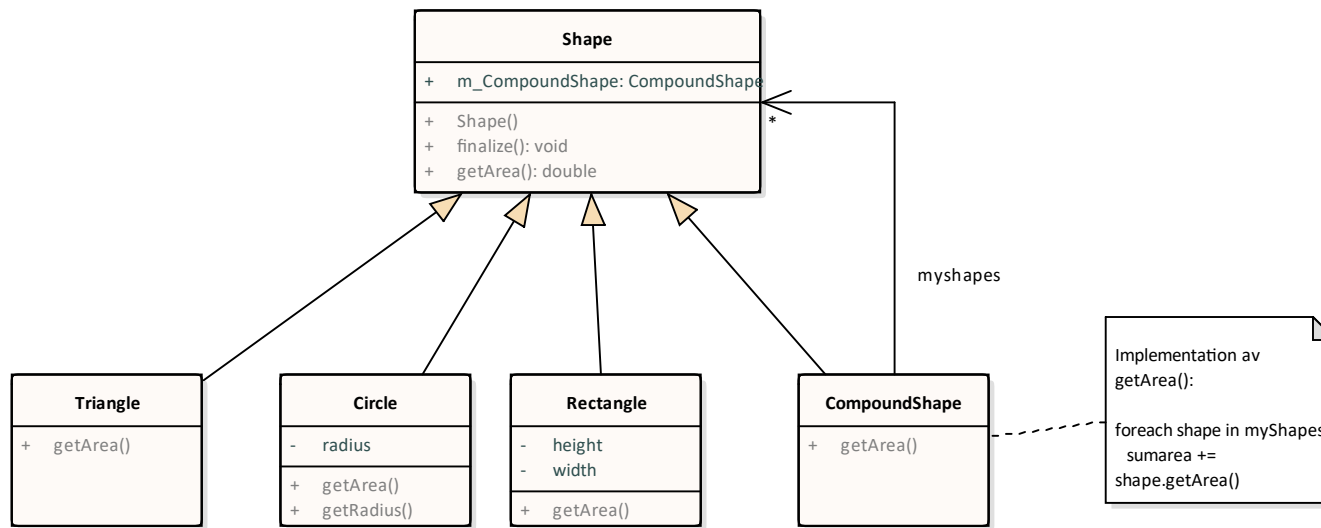 Shape
+ m_CompoundShape: CompoundShape
+ Shape()
+ finalize(): void
+ getArea(): double
*
myshapes
Triangle
+ getArea()
Circle
- radius
+ getArea()
+ getRadius()
Rectangle
- height
- width
+ getArea()
CompoundShape
+ getArea()
Implementation av
getArea():
foreach shape in myShapes
sumarea +=
shape.getArea()